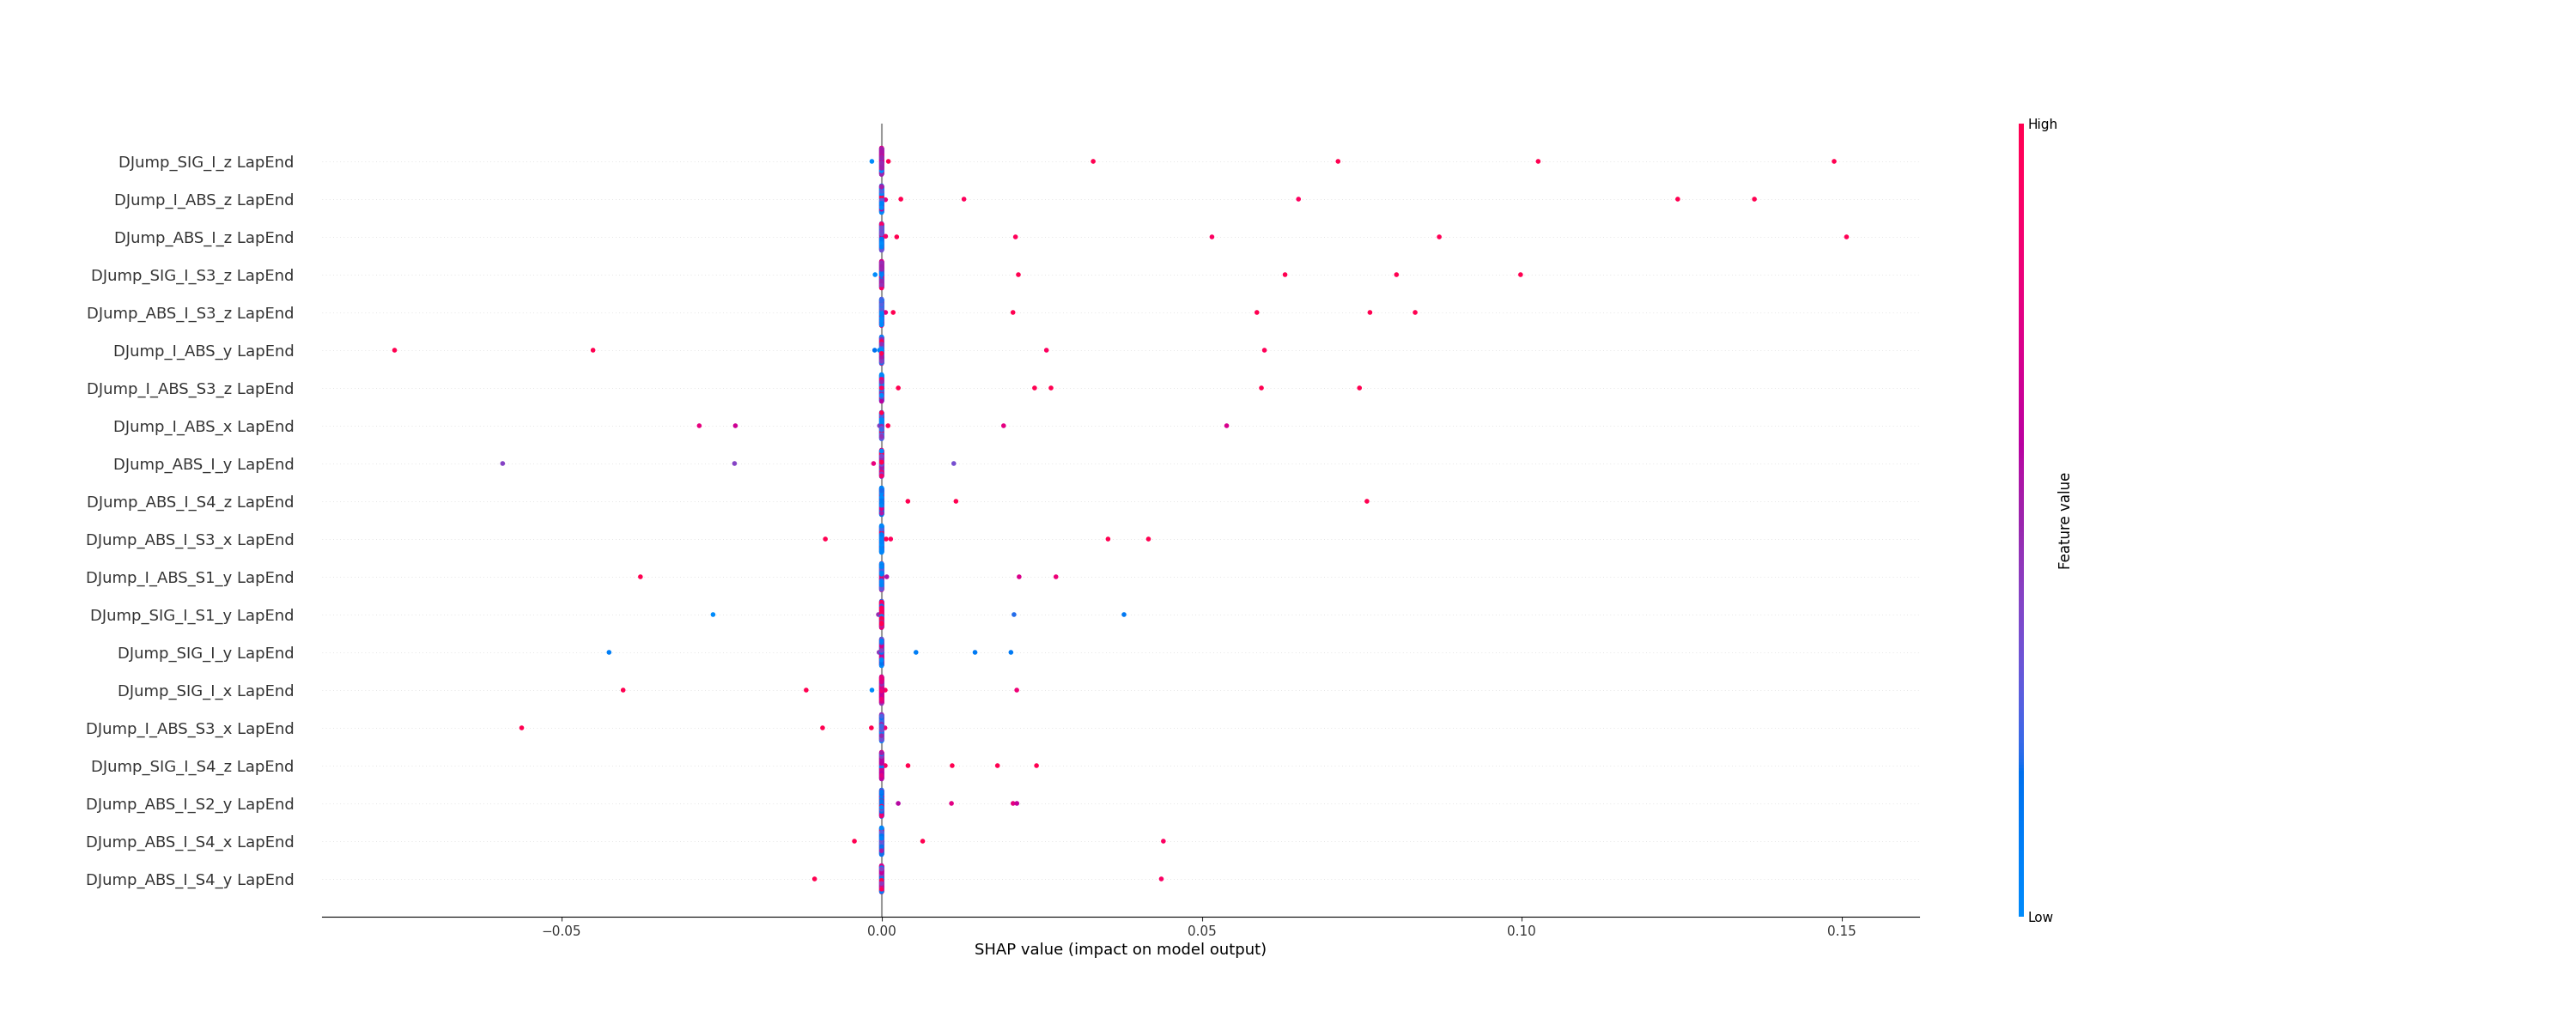 High
DJump_SIG_I_z LapEnd
DJump_I_ABS_z LapEnd
DJump_ABS_I_z LapEnd
DJump_SIG_I_S3_z LapEnd
DJump_ABS_I_S3_z LapEnd
DJump_I_ABS_y LapEnd
DJump_I_ABS_S3_z LapEnd
DJump_I_ABS_x LapEnd
DJump_ABS_I_y LapEnd
DJump_ABS_I_S4_z LapEnd
DJump_ABS_I_S3_x LapEnd
DJump_I_ABS_S1_y LapEnd
DJump_SIG_I_S1_y LapEnd
DJump_SIG_I_y LapEnd
DJump_SIG_I_x LapEnd
DJump_I_ABS_S3_x LapEnd
DJump_SIG_I_S4_z LapEnd
DJump_ABS_I_S2_y LapEnd
DJump_ABS_I_S4_x LapEnd
DJump_ABS_I_S4_y LapEnd
Feature value
Low
−0.05 0.00 0.05 0.10 0.15
SHAP value (impact on model output)